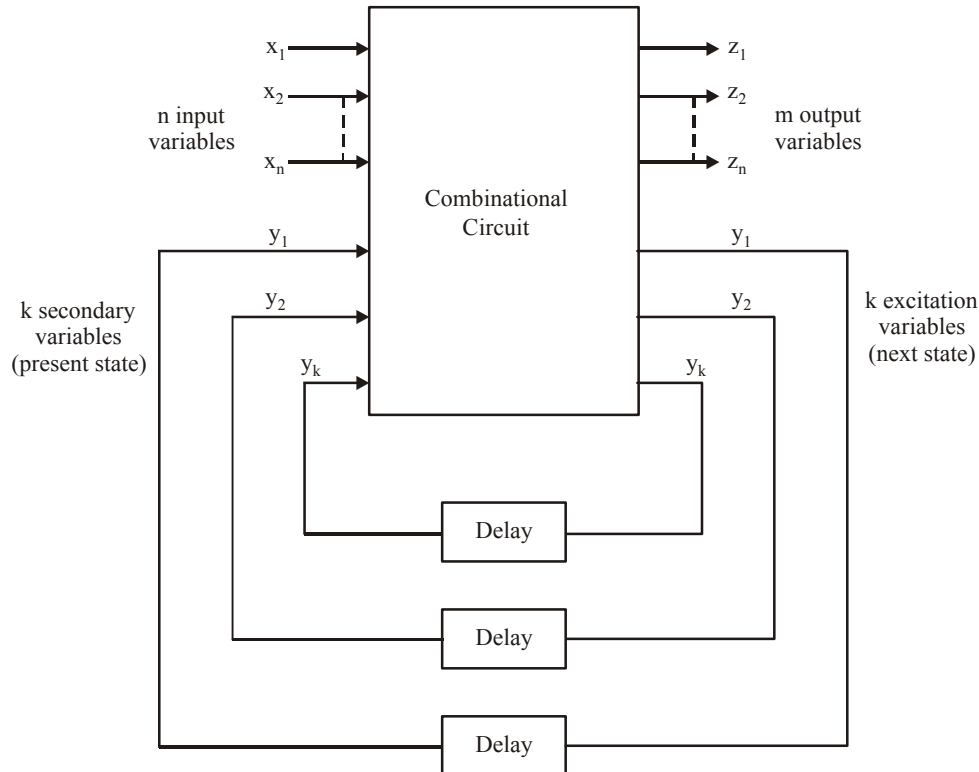 x1
z1
x2
z2
n input
variables
m output
variables
xn
zn
Combinational
Circuit
y1
y1
k secondary
variables
(present state)
k excitation
variables
(next state)
y2
y2
yk
yk
Delay
Delay
Delay